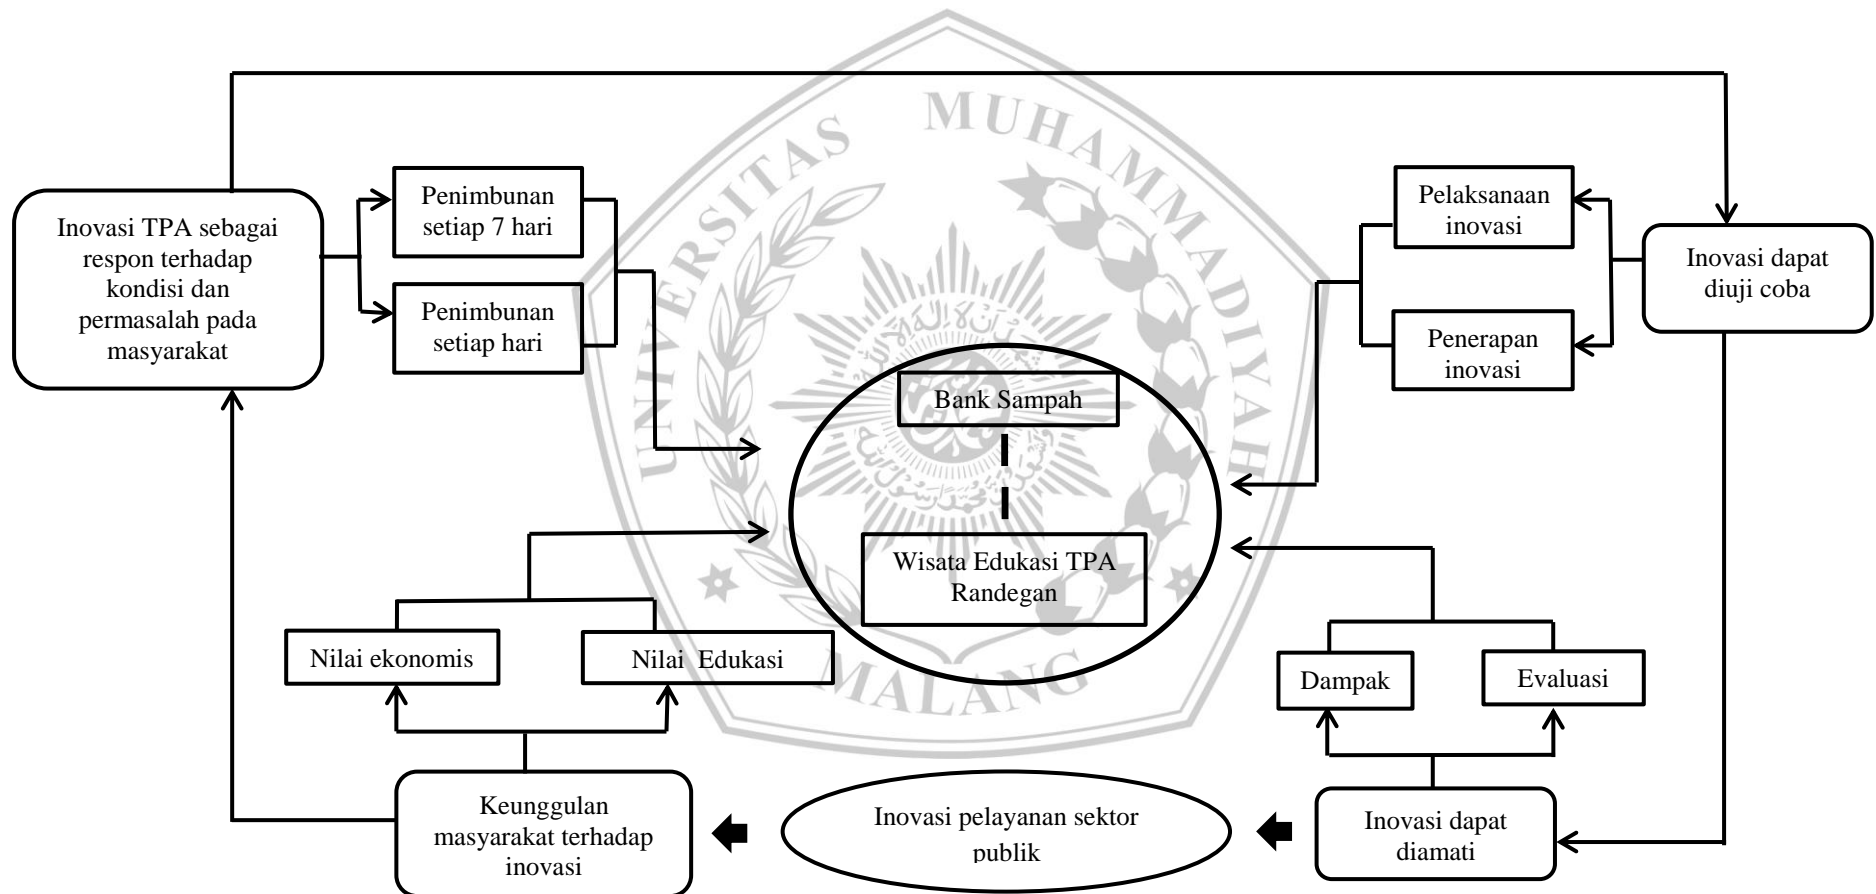 UNIVERSITAS MUHAMMADIYAH
MALANG
Inovasi TPA sebagai
respon terhadap
kondisi dan
permasalah pada
masyarakat
Penimbunan
setiap 7 hari
Penimbunan
setiap hari
Pelaksanaan
inovasi
Penerapan
inovasi
Inovasi dapat
diuji coba
Bank Sampah
Wisata Edukasi TPA
Randegan
Nilai ekonomis
Nilai Edukasi
Dampak
Evaluasi
Keunggulan
masyarakat terhadap
inovasi
Inovasi pelayanan sektor
publik
Inovasi dapat
diamati